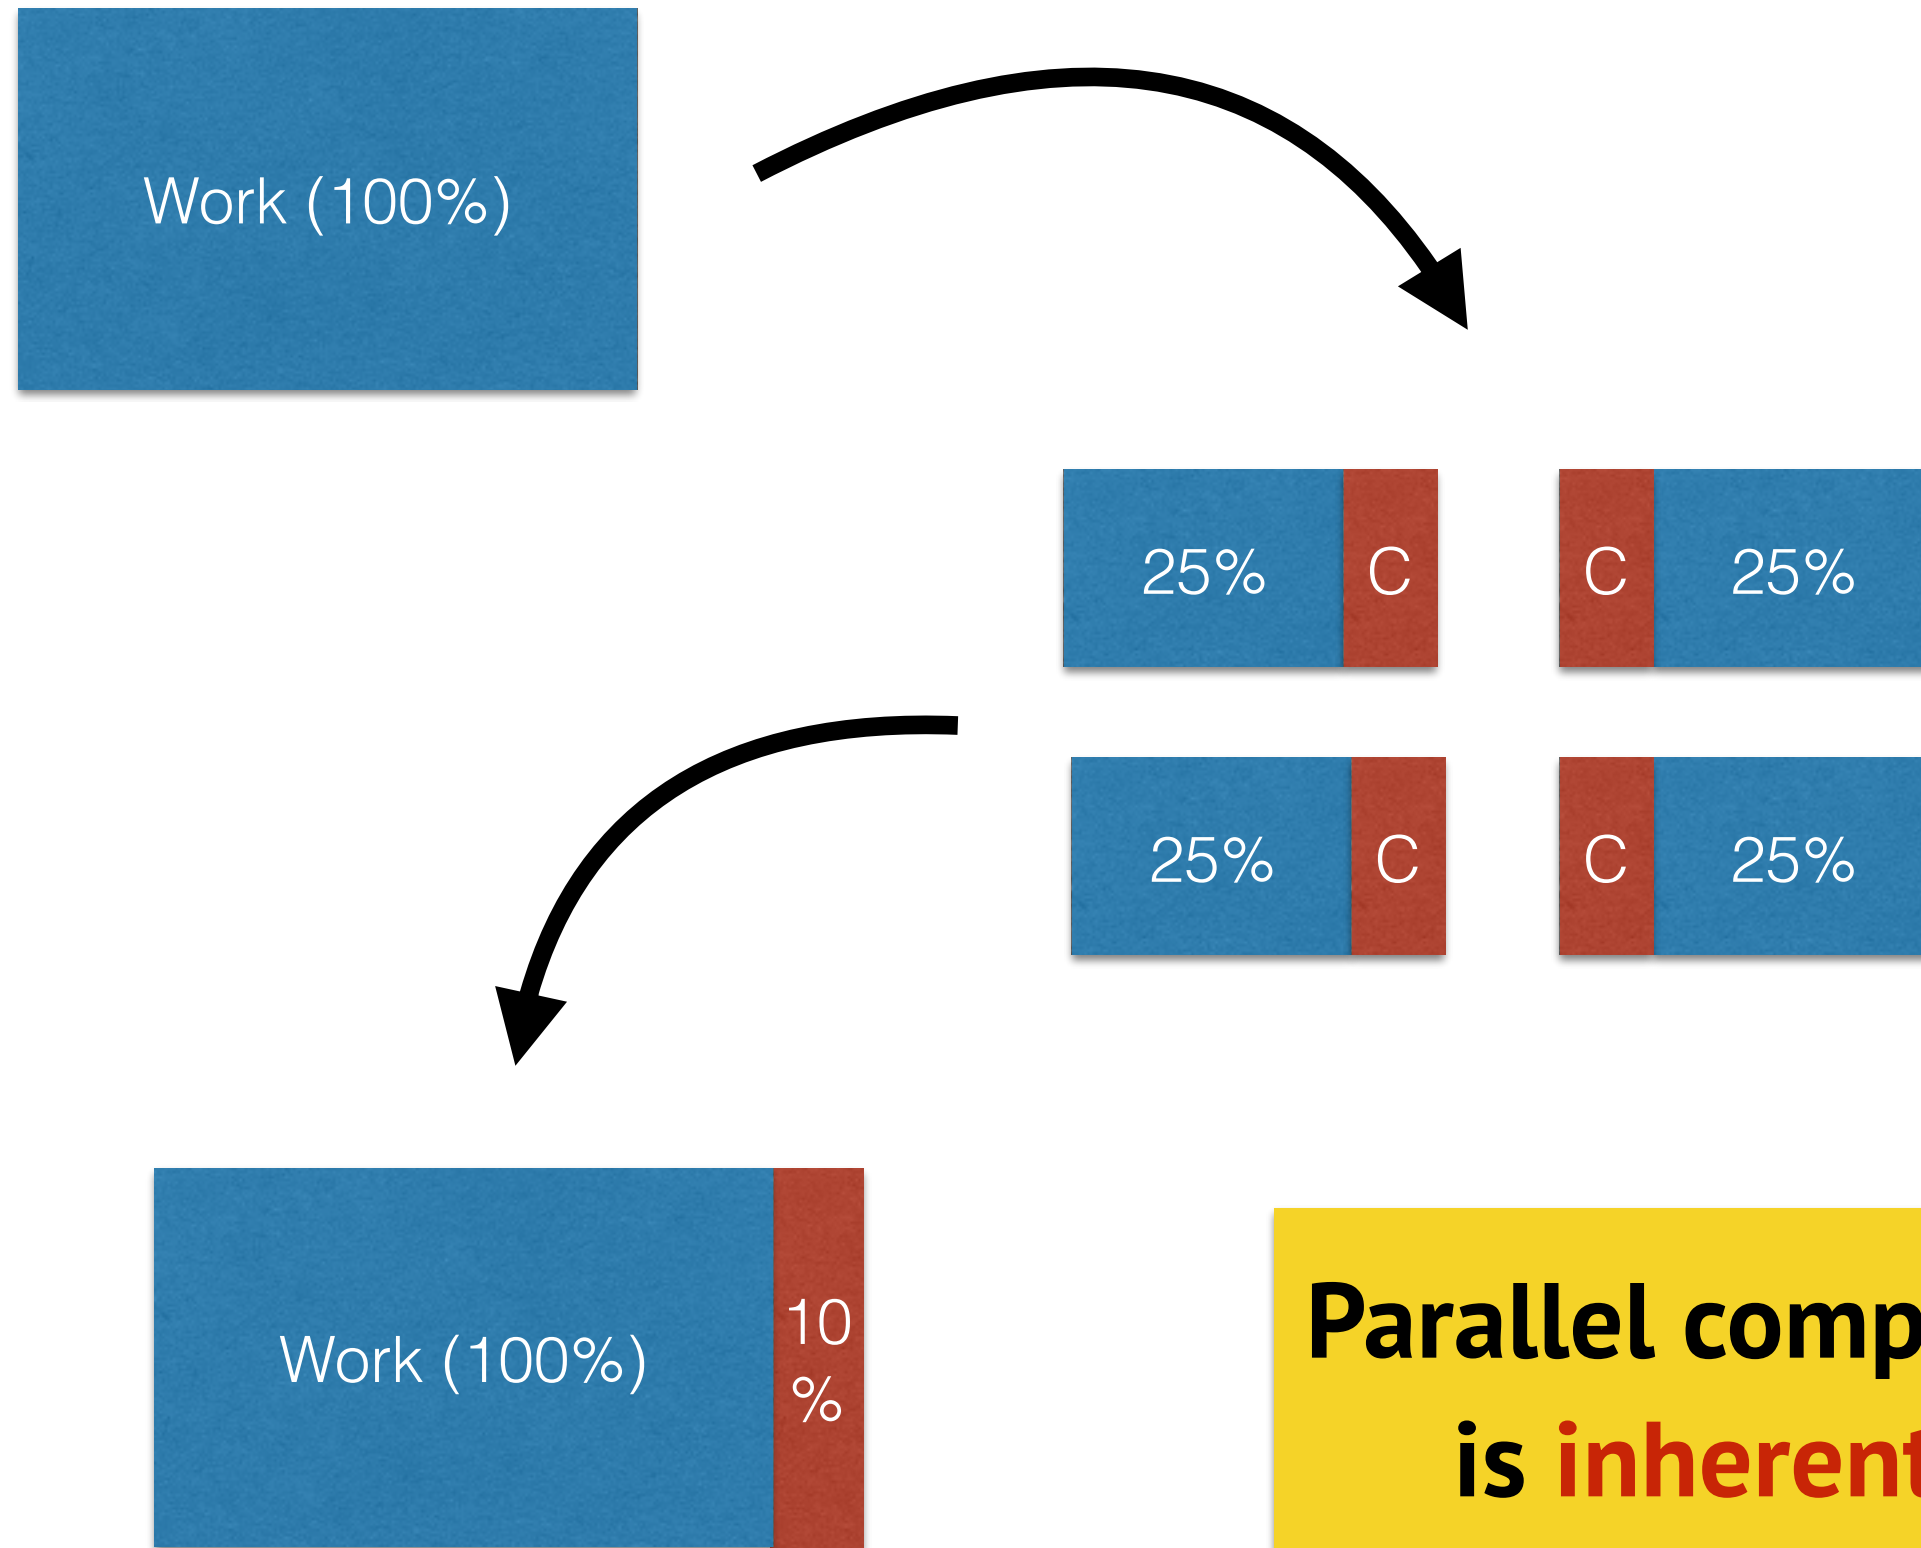 Work (100%)
25% C
C 25%
25% C
C 25%
Work (100%)
10
%
Parallel comp
is inherent